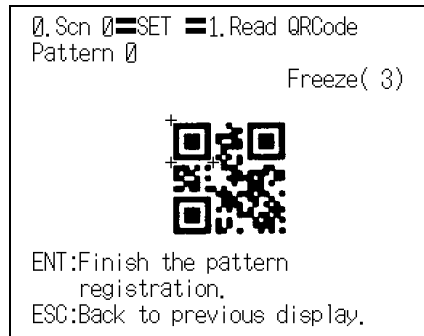 0.Scn 0=SET =1.Read QRCode
Pattern 0
Freeze( 3)
ENT:Finish the pattern
registration.
ESC:Back to previous display.